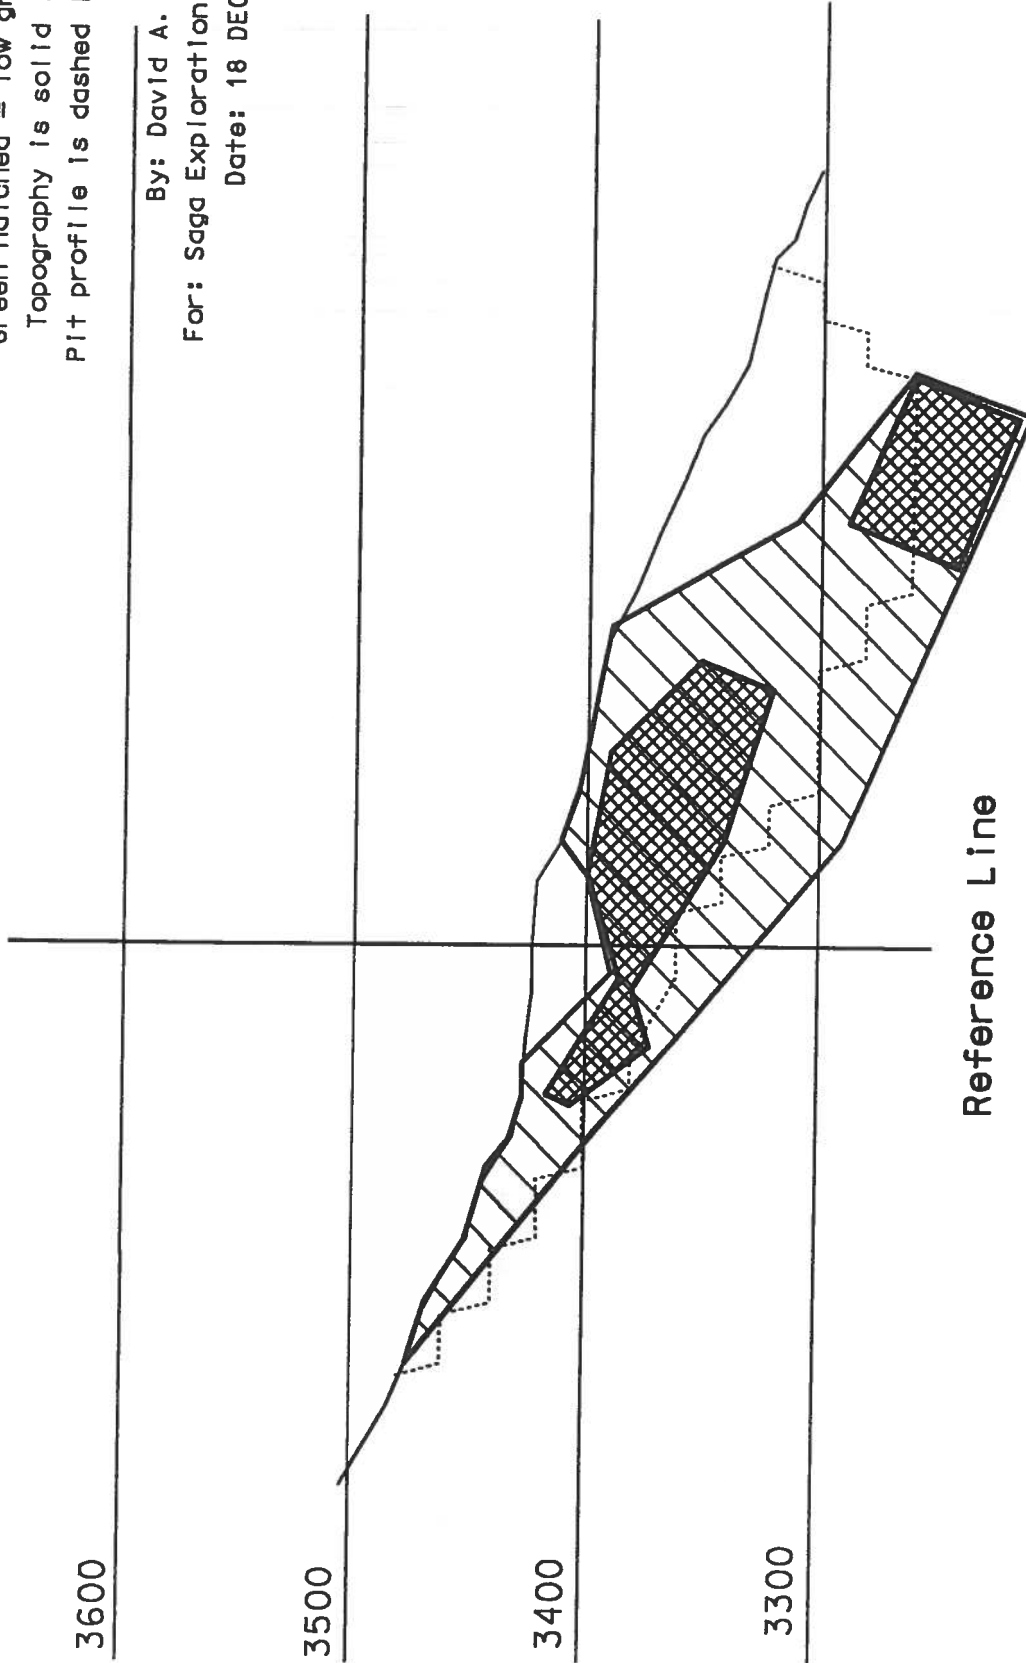 Topography is solid
Pit profile is dashed
By: David A.
For: Saga Exploration
Date: 18 DEC
3600
3500
3400
3300
Reference Line